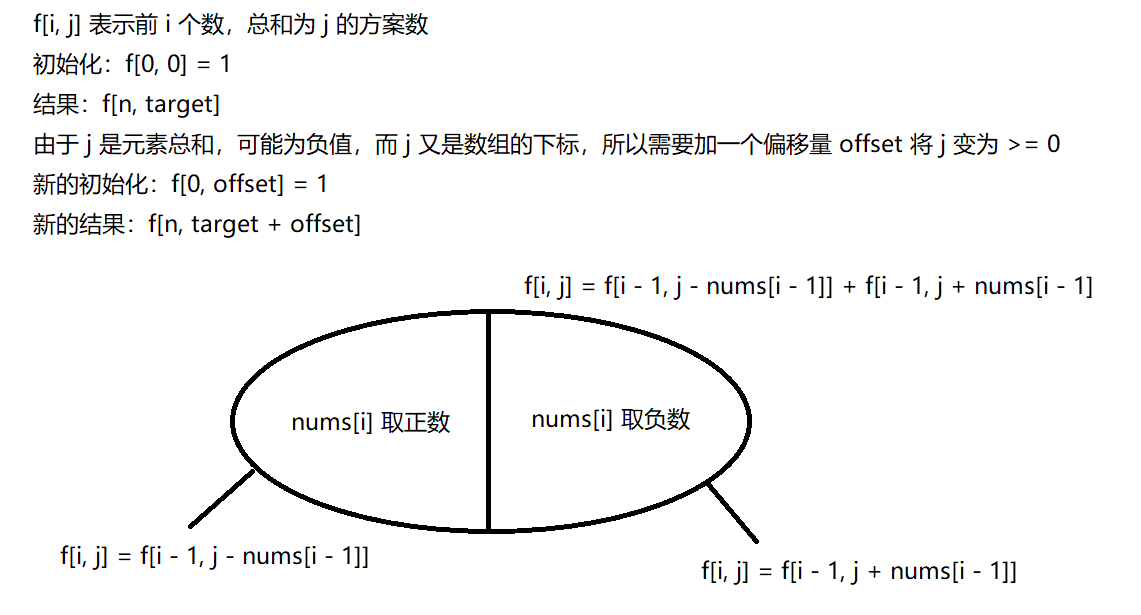 f[i, j] 表示前 i 个数，总和为 j 的方案数
初始化：f[0, 0] = 1
结果：f[n, target]
由于 j 是元素总和，可能为负值，而 j 又是数组的下标，所以需要加一个偏移量 offset 将 j 变为 >= 0
新的初始化：f[0, offset] = 1
新的结果：f[n, target + offset]
f[i, j] = f[i - 1, j - nums[i - 1]] + f[i - 1, j + nums[i - 1]
nums[i] 取正数
nums[i] 取负数
f[i, j] = f[i - 1, j - nums[i - 1]]
f[i, j] = f[i - 1, j + nums[i - 1]]